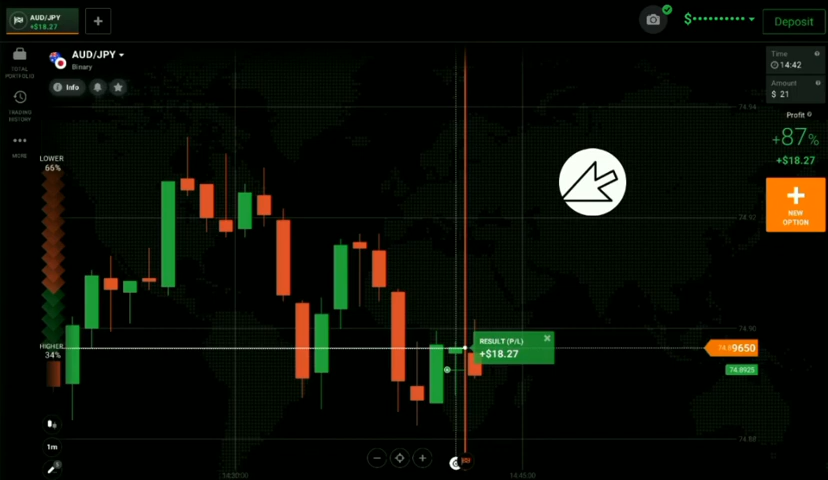 AUD/JPY
+$18.27
+
$••••••••••
Deposit
AUD/JPY
Binary
Info
TOTAL
PORTFOLIO
TRADING
HISTORY
MORE
LOWER
66%
HIGHER
34%
1m
Time
14:42
Amount
$ 21
Profit
+87%
+$18.27
+
NEW
OPTION
74.94
74.92
74.90
74.88
9650
74.8925
RESULT (P/L)
+$18.27
14:45:00